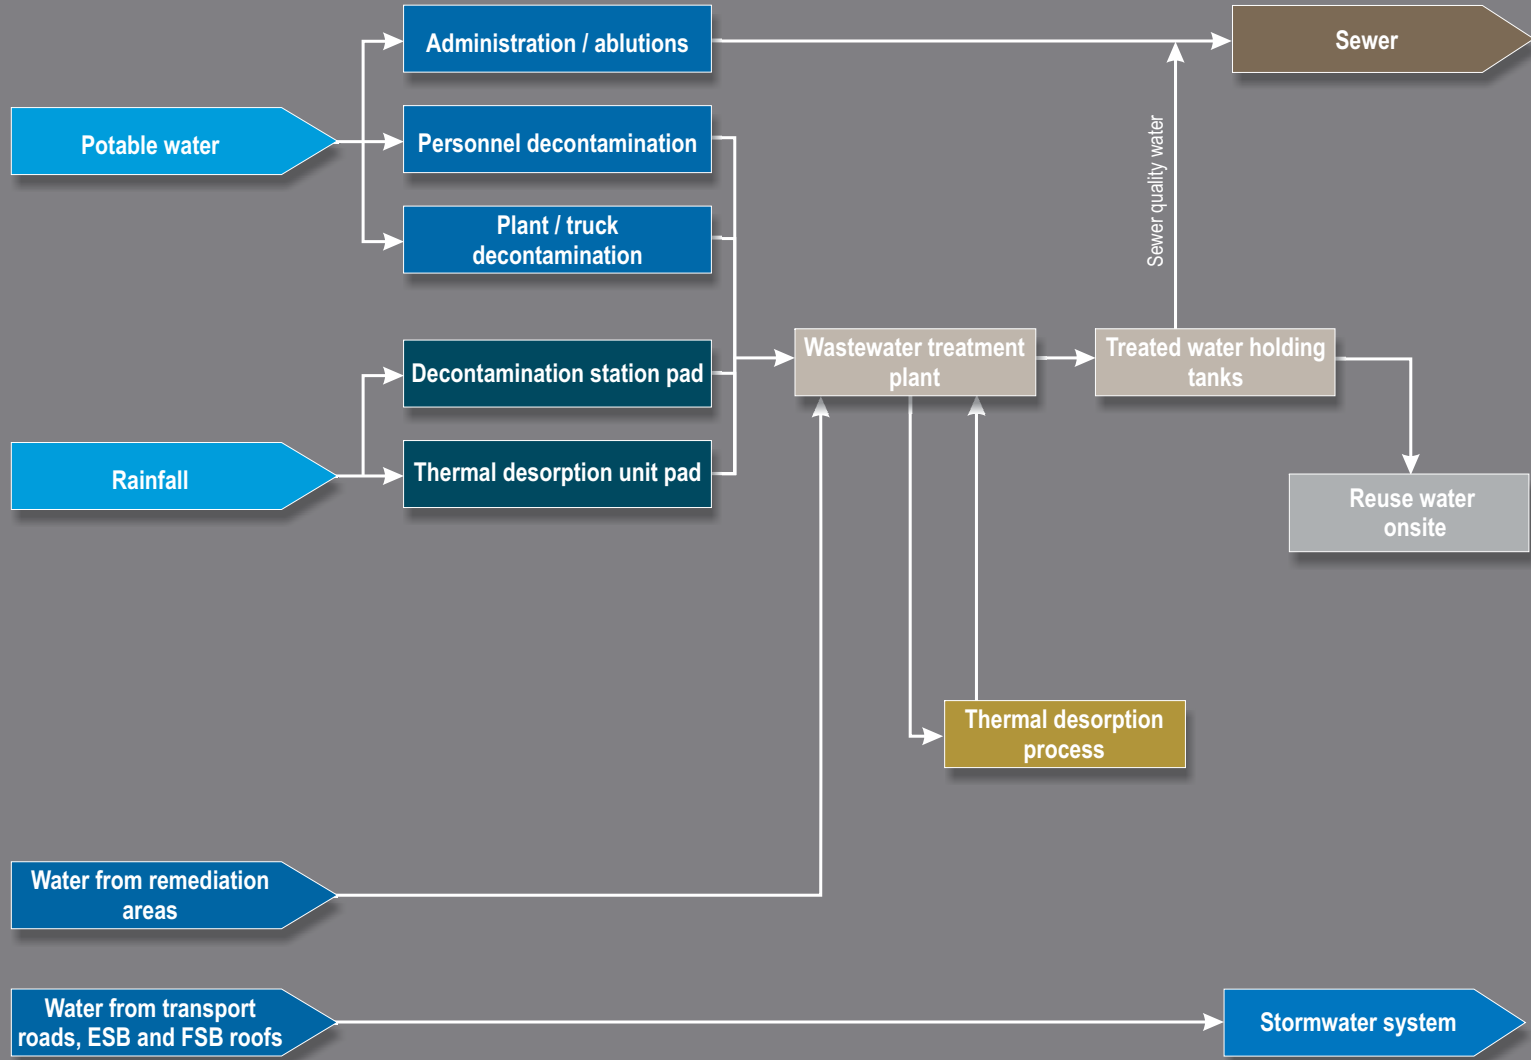 Administration / ablutions
Sewer
Potable water
Personnel decontamination
Sewer quality water
Plant / truck
decontamination
Wastewater treatment
plant
Treated water holding
tanks
Decontamination station pad
Rainfall
Thermal desorption unit pad
Reuse water
onsite
Thermal desorption
process
Water from remediation
areas
Water from transport
roads, ESB and FSB roofs
Stormwater system